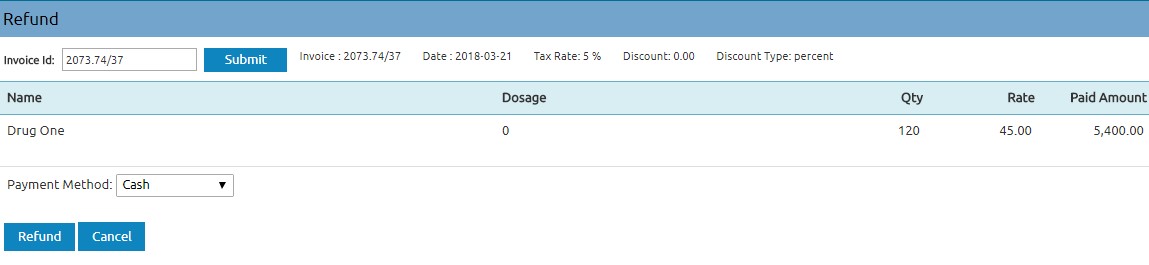 Refund
Invoice Id: 2073.74/37 Submit Invoice : 2073.74/37 Date : 2018-03-21 Tax Rate: 5 % Discount: 0.00 Discount Type: percent
Name Dosage Qty Rate Paid Amount
Drug One 0 120 45.00 5,400.00
Payment Method: Cash
Refund Cancel